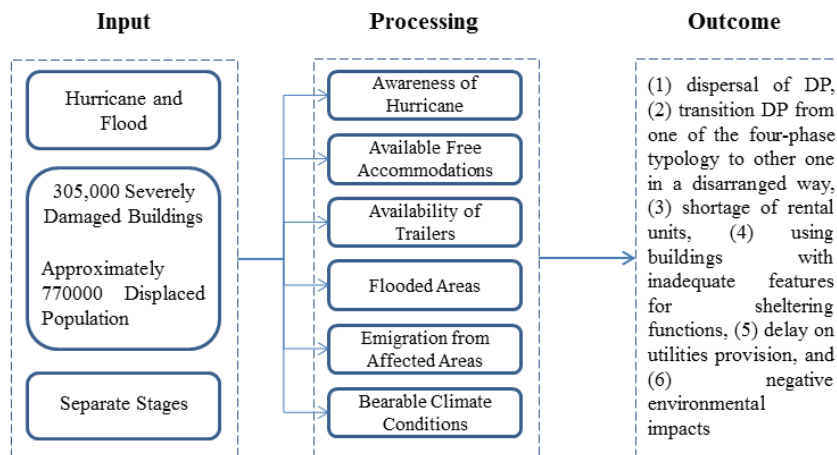 Input
Processing
Outcome
Hurricane and
Flood
305,000 Severely
Damaged Buildings
Approximately
770000 Displaced
Population
Separate Stages
Awareness of
Hurricane
Available Free
Accommodations
Availability of
Trailers
Flooded Areas
Emigration from
Affected Areas
Bearable Climate
Conditions
(1) dispersal of DP,
(2) transition DP from
one of the four-phase
typology to other one
in a disarranged way,
(3) shortage of rental
units, (4) using
buildings with
inadequate features
for sheltering
functions, (5) delay on
utilities provision, and
(6) negative
environmental
impacts